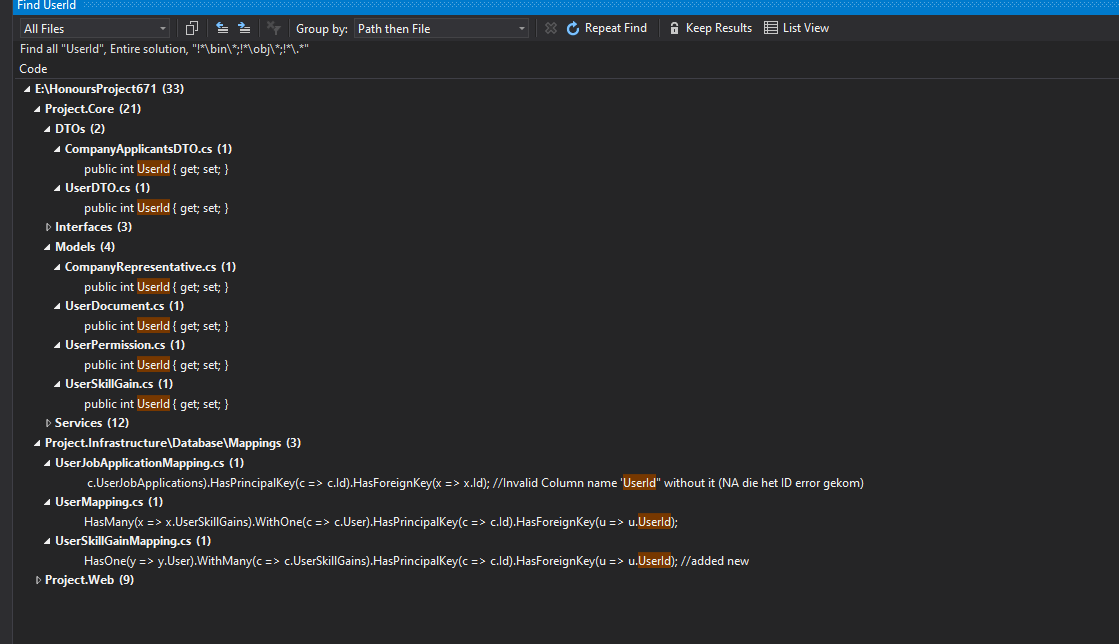 Find UserId
All Files Group by: Path then File Repeat Find Keep Results List View
Find all "UserId", Entire solution, "!*\bin\*;!*\obj\*;!*\.*"
Code
E:\HonoursProject671 (33)
Project.Core (21)
DTOs (2)
CompanyApplicantsDTO.cs (1)
public int UserId { get; set; }
UserDTO.cs (1)
public int UserId { get; set; }
Interfaces (3)
Models (4)
CompanyRepresentative.cs (1)
public int UserId { get; set; }
UserDocument.cs (1)
public int UserId { get; set; }
UserPermission.cs (1)
public int UserId { get; set; }
UserSkillGain.cs (1)
public int UserId { get; set; }
Services (12)
Project.Infrastructure\Database\Mappings (3)
UserJobApplicationMapping.cs (1)
c.UserJobApplications).HasPrincipalKey(c => c.Id).HasForeignKey(x => x.Id); //Invalid Column name 'UserId" without it (NA die het ID error gekom)
UserMapping.cs (1)
HasMany(x => x.UserSkillGains).WithOne(c => c.User).HasPrincipalKey(c => c.Id).HasForeignKey(u => u.UserId);
UserSkillGainMapping.cs (1)
HasOne(y => y.User).WithMany(c => c.UserSkillGains).HasPrincipalKey(c => c.Id).HasForeignKey(u => u.UserId); //added new
Project.Web (9)